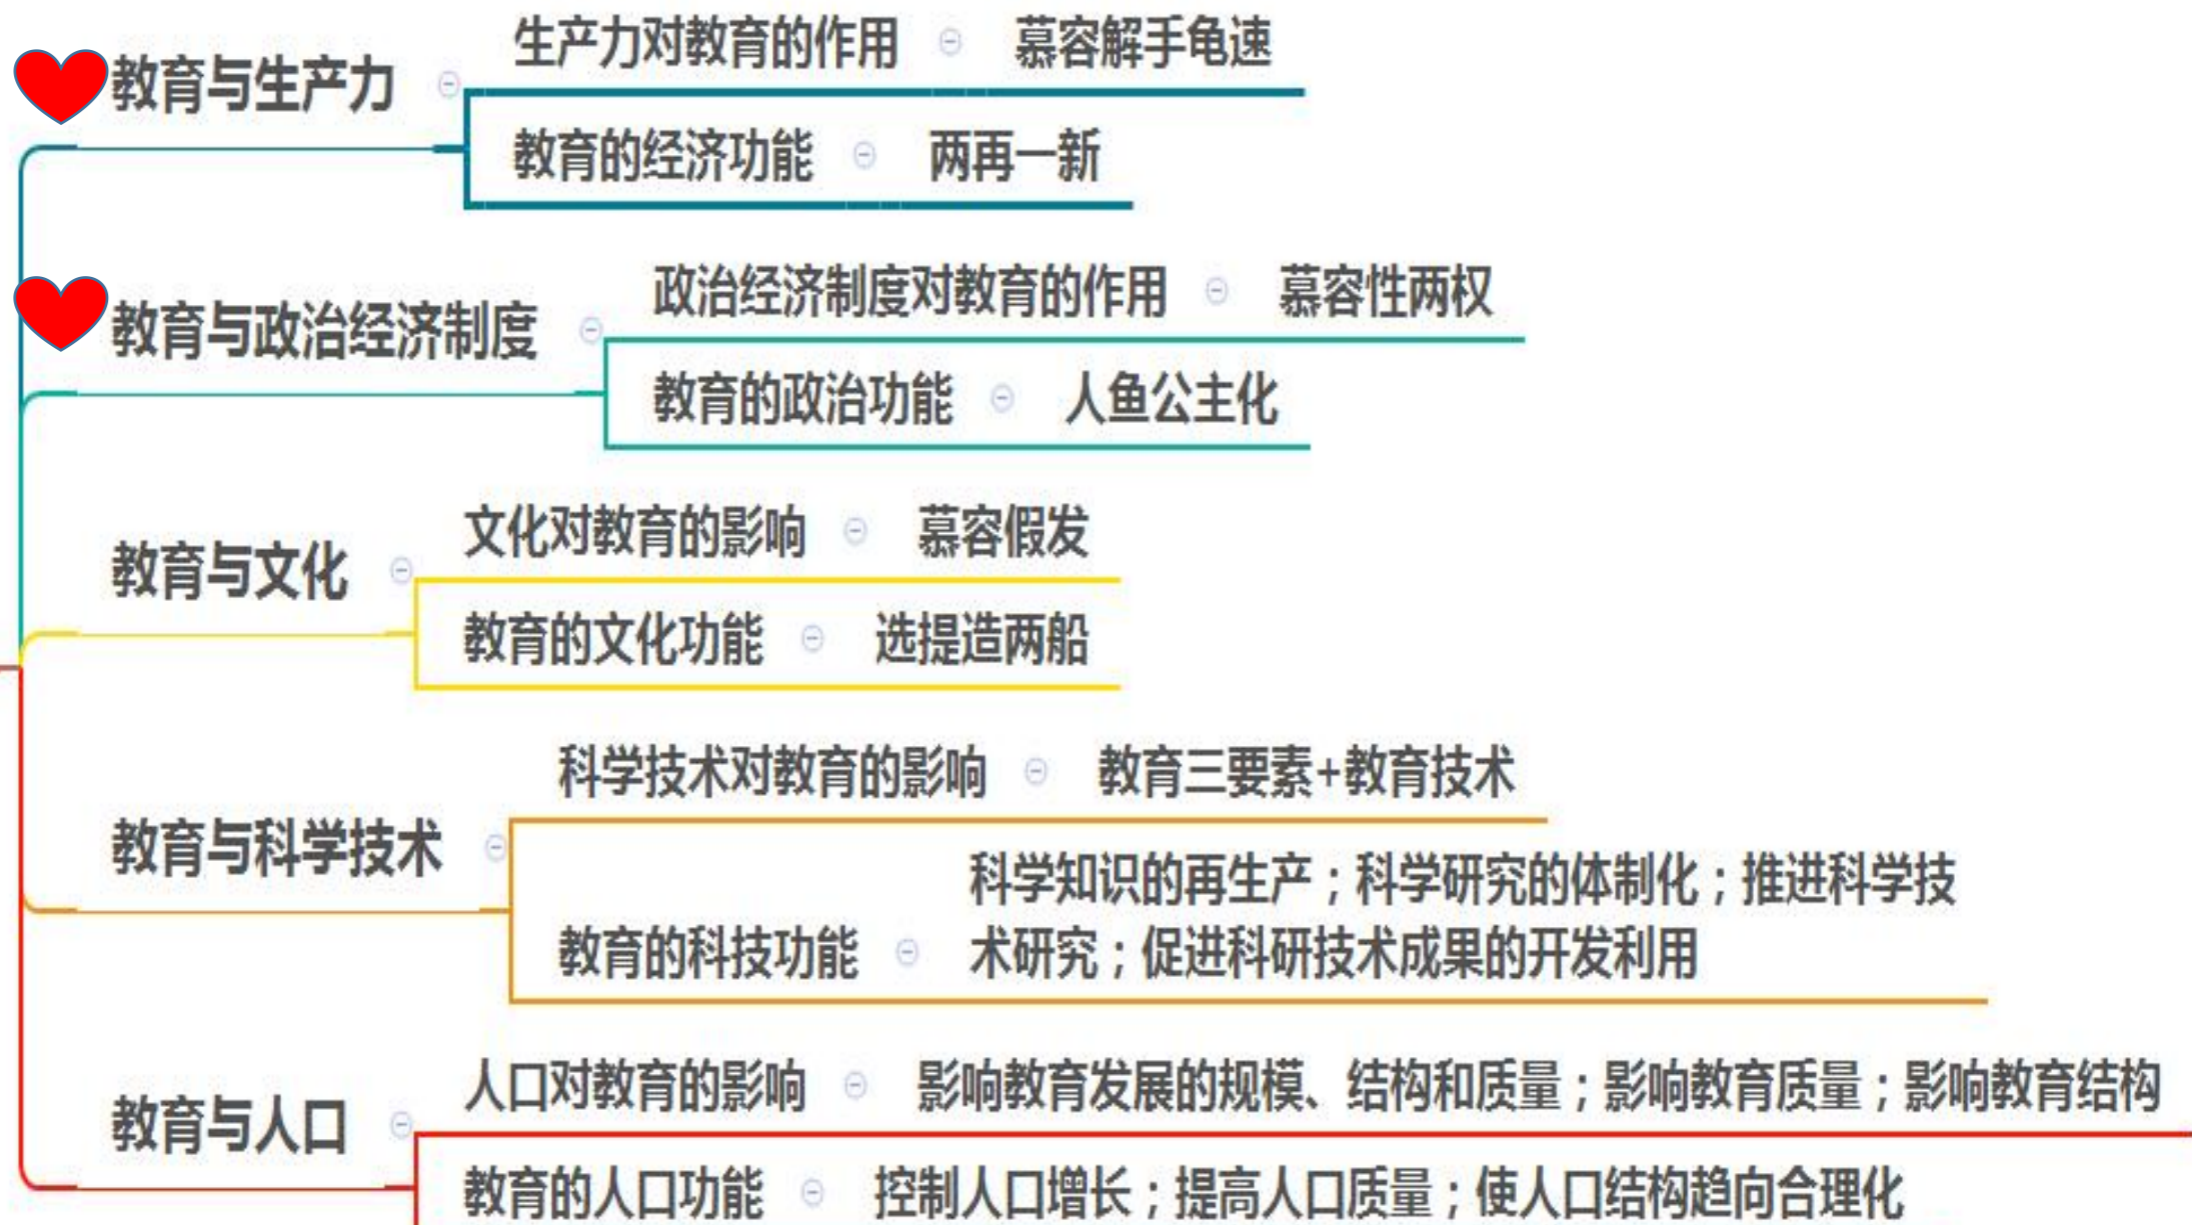 教育与生产力
生产力对教育的作用
慕容解手龟速
教育的经济功能
两再一新
教育与政治经济制度
政治经济制度对教育的作用
慕容性两权
教育的政治功能
人鱼公主化
教育与文化
文化对教育的影响
慕容假发
教育的文化功能
选提造两船
教育与科学技术
科学技术对教育的影响
教育三要素+教育技术
教育的科技功能
科学知识的再生产；科学研究的体制化；推进科学技
术研究；促进科研技术成果的开发利用
教育与人口
人口对教育的影响
影响教育发展的规模、结构和质量；影响教育质量；影响教育结构
教育的人口功能
控制人口增长；提高人口质量；使人口结构趋向合理化